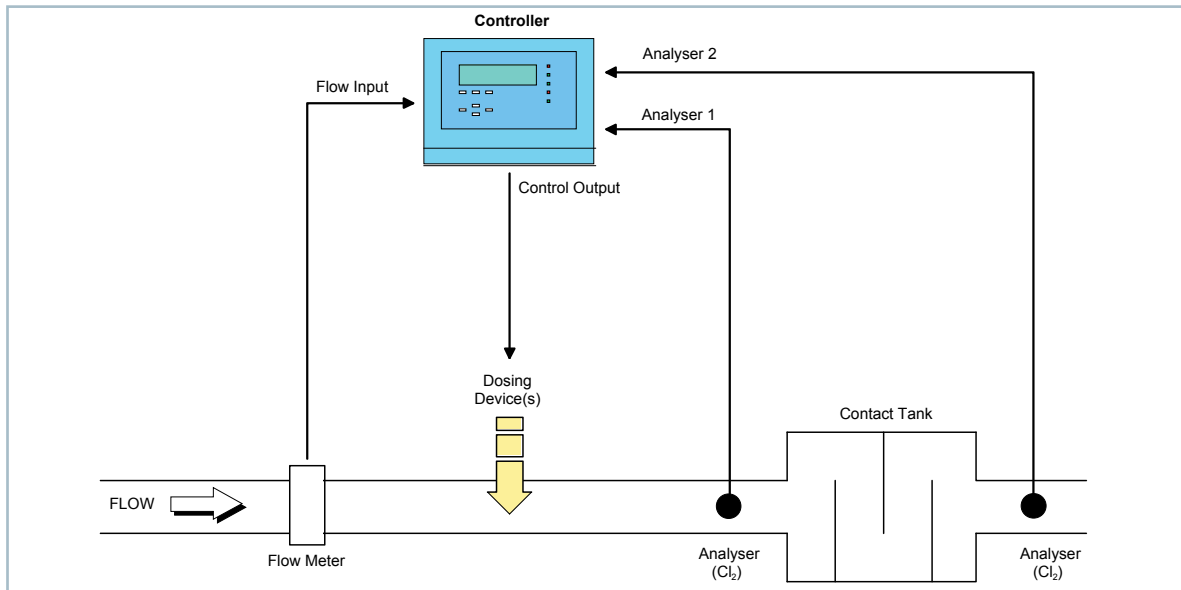 Controller
Analyser 2
Flow Input
Analyser 1
Control Output
Dosing
Device(s)
Contact Tank
FLOW
Flow Meter
Analyser
(Cl₂)
Analyser
(Cl₂)